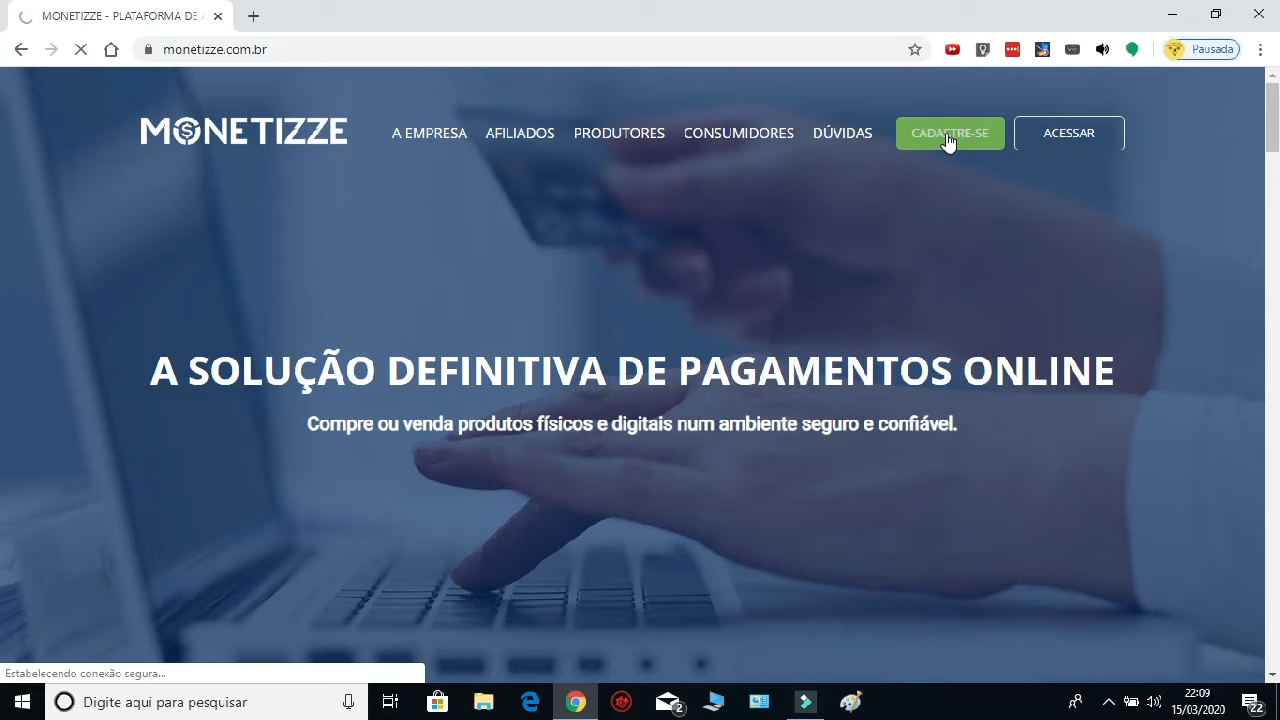 MONETIZZE - PLATAFORMA DE A
monetizze.com.br
Pausada
MONETIZZE
A EMPRESA AFILIADOS PRODUTORES CONSUMIDORES DÚVIDAS CADASTRE-SE ACESSAR
A SOLUÇÃO DEFINITIVA DE PAGAMENTOS ONLINE
Compre ou venda produtos físicos e digitais num ambiente seguro e confiável.
Estabelecendo conexão segura...
Digite aqui para pesquisar
2
22:09
15/03/2020
22